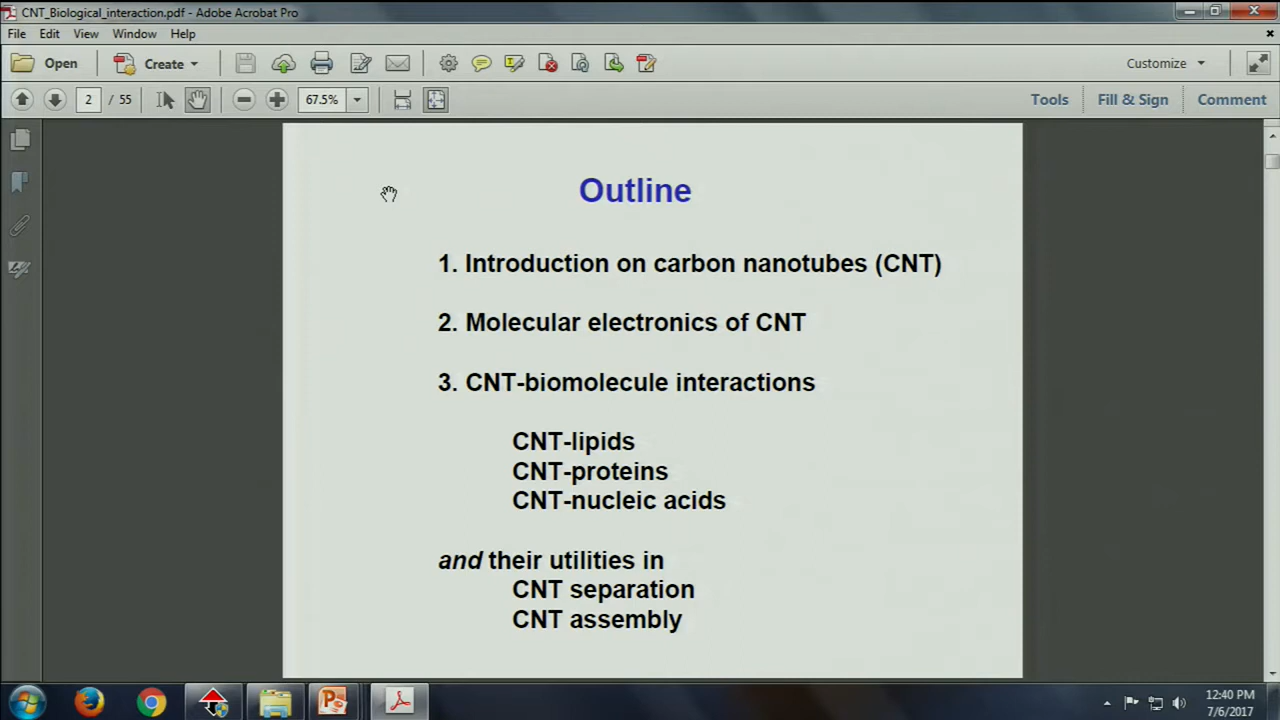 CNT_Biological_interaction.pdf - Adobe Acrobat Pro
File Edit View Window Help
Open Create Customize
2 / 55 67.5% Tools Fill & Sign Comment
Outline
1. Introduction on carbon nanotubes (CNT)
2. Molecular electronics of CNT
3. CNT-biomolecule interactions
CNT-lipids
CNT-proteins
CNT-nucleic acids
and their utilities in
CNT separation
CNT assembly
12:40 PM
7/6/2017